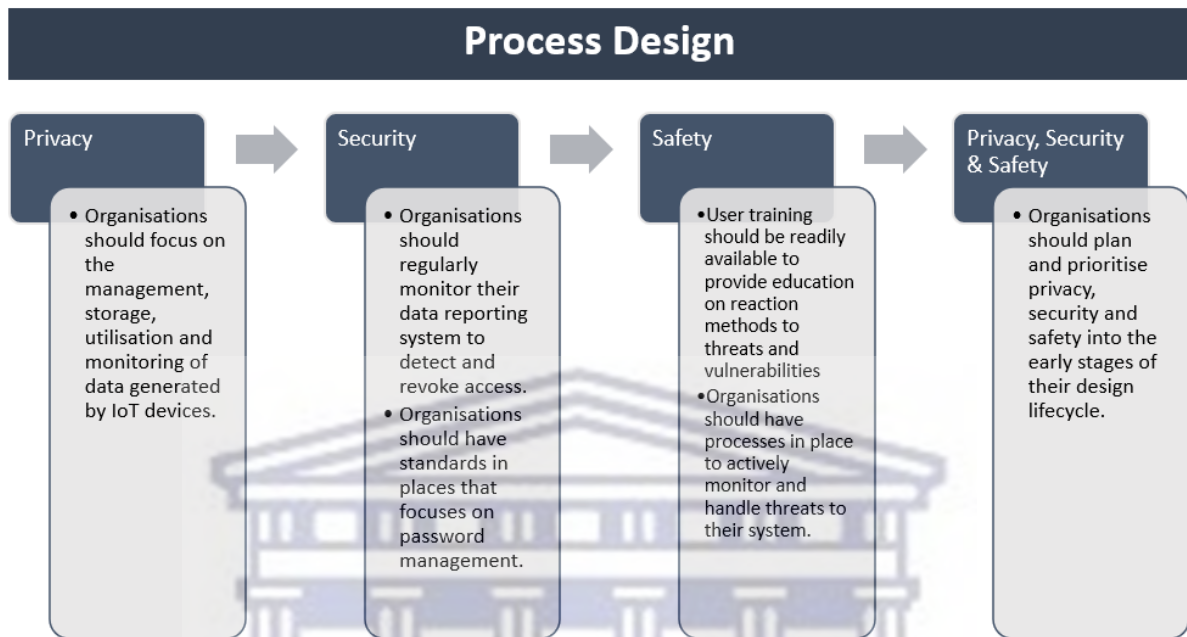 Process Design
Privacy
• Organisations
should focus on
the
management,
storage,
utilisation and
monitoring of
data generated
by IoT devices.
Security
• Organisations
should
regularly
monitor their
data reporting
system to
detect and
revoke access.
• Organisations
should have
standards in
places that
focuses on
password
management.
Safety
•User training
should be readily
available to
provide education
on reaction
methods to
threats and
vulnerabilities
•Organisations
should have
processes in place
to actively
monitor and
handle threats to
their system.
Privacy, Security
& Safety
• Organisations
should plan
and prioritise
privacy,
security and
safety into the
early stages of
their design
lifecycle.